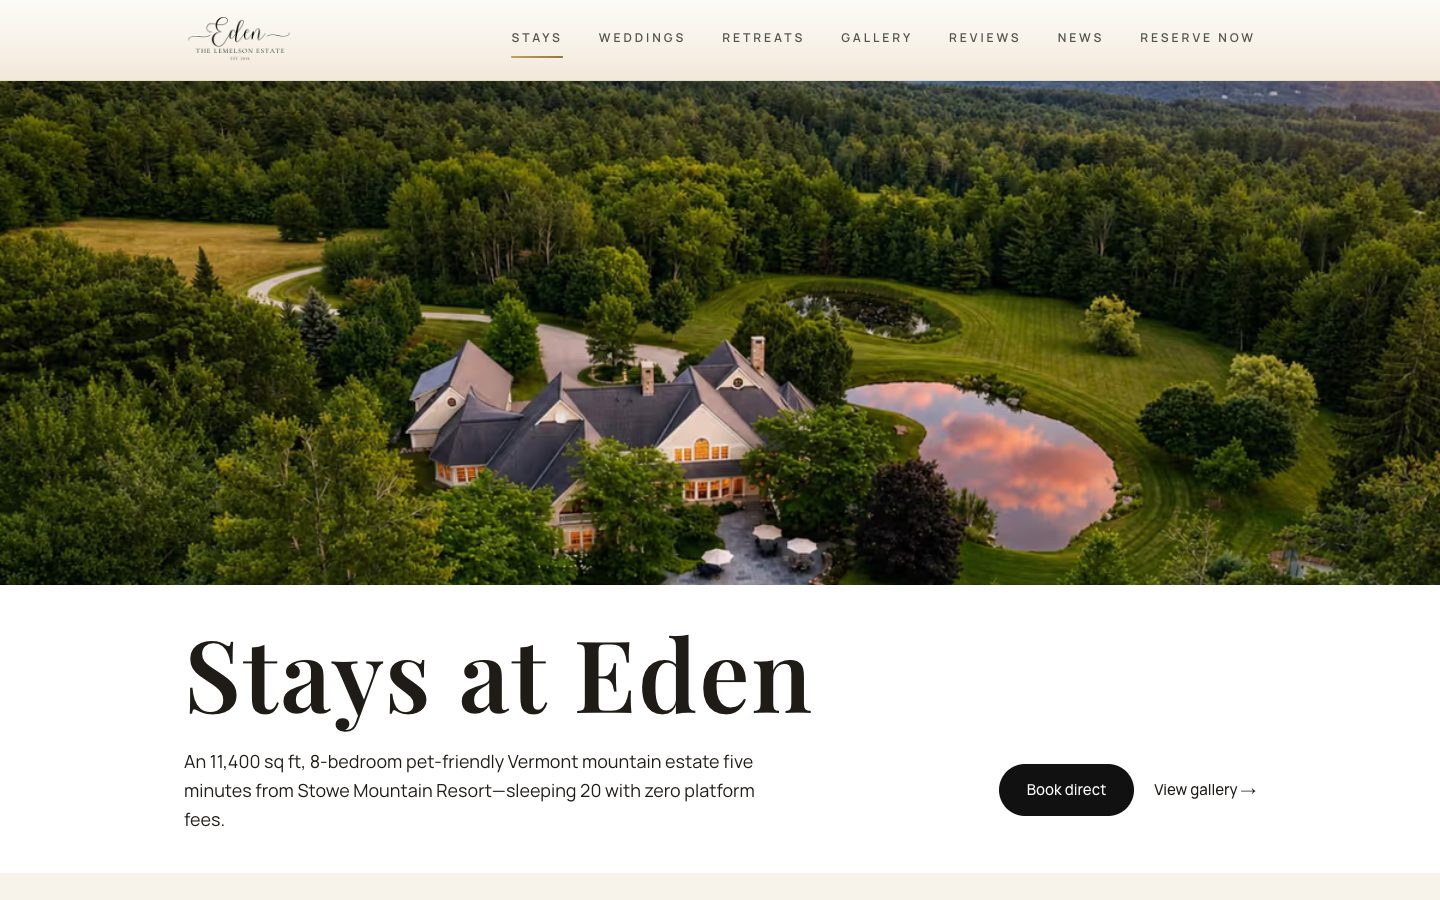 Eden
THE LEMELSON ESTATE
STAYS WEDDINGS RETREATS GALLERY REVIEWS NEWS RESERVE NOW
Stays at Eden
An 11,400 sq ft, 8-bedroom pet-friendly Vermont mountain estate five
minutes from Stowe Mountain Resort—sleeping 20 with zero platform
fees.
Book direct
View gallery →